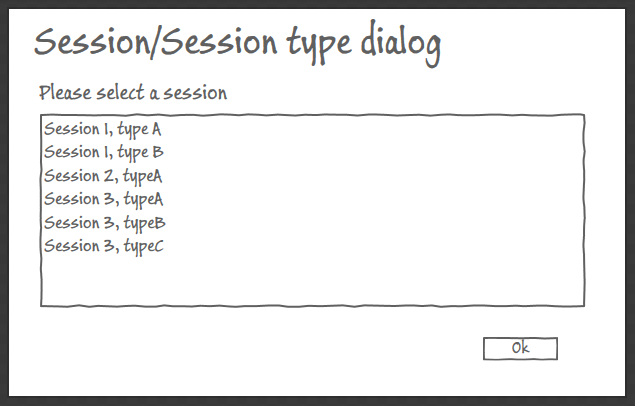 Session/Session type dialog
Please select a session
Session 1, type A
Session 1, type B
Session 2, typeA
Session 3, typeA
Session 3, typeB
Session 3, typeC
Ok